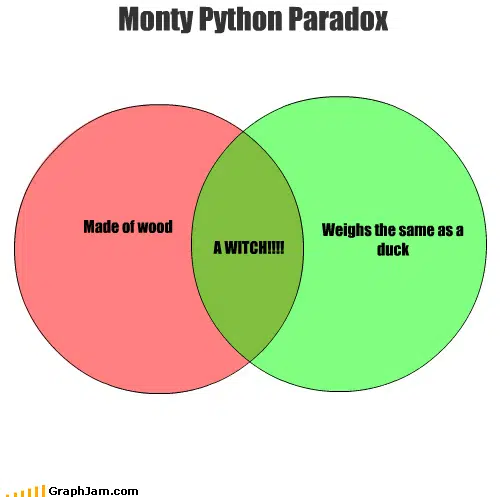 Monty Python Paradox
Made of wood
A WITCH!!!!
Weighs the same as a
duck
GraphJam.com